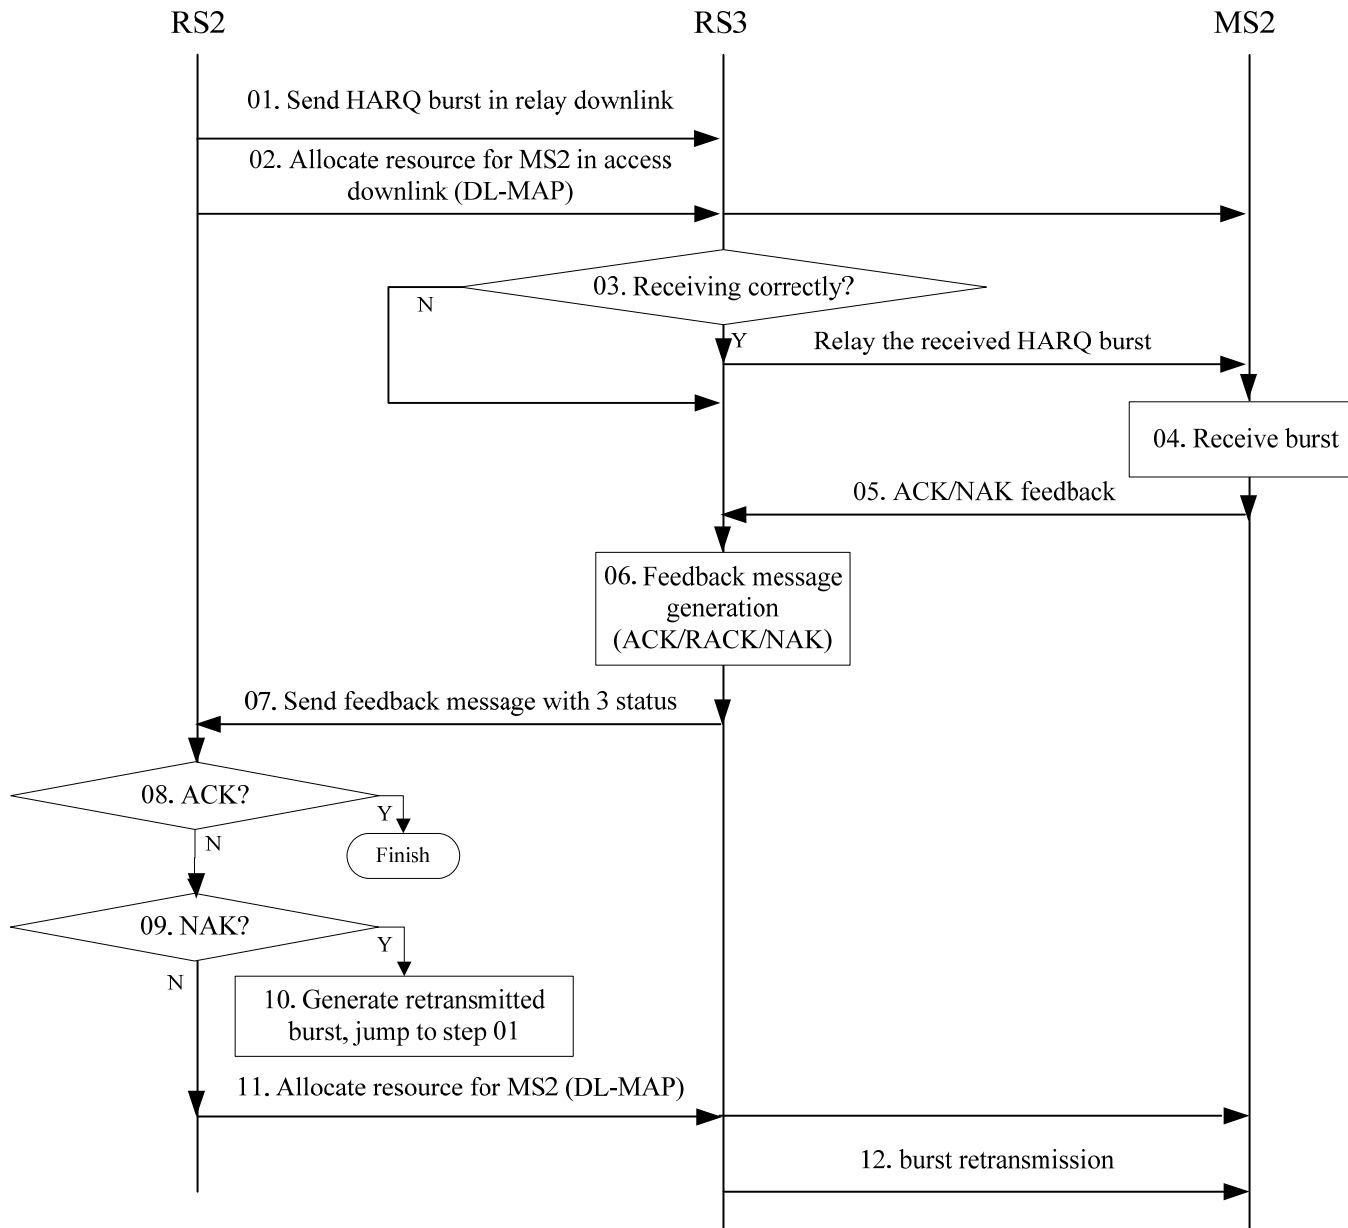 RS2
RS3
MS2
01. Send HARQ burst in relay downlink
02. Allocate resource for MS2 in access
downlink (DL-MAP)
03. Receiving correctly?
N
Y
Relay the received HARQ burst
04. Receive burst
05. ACK/NAK feedback
06. Feedback message
generation
(ACK/RACK/NAK)
07. Send feedback message with 3 status
08. ACK?
Y
N
Finish
09. NAK?
Y
N
10. Generate retransmitted
burst, jump to step 01
11. Allocate resource for MS2 (DL-MAP)
12. burst retransmission